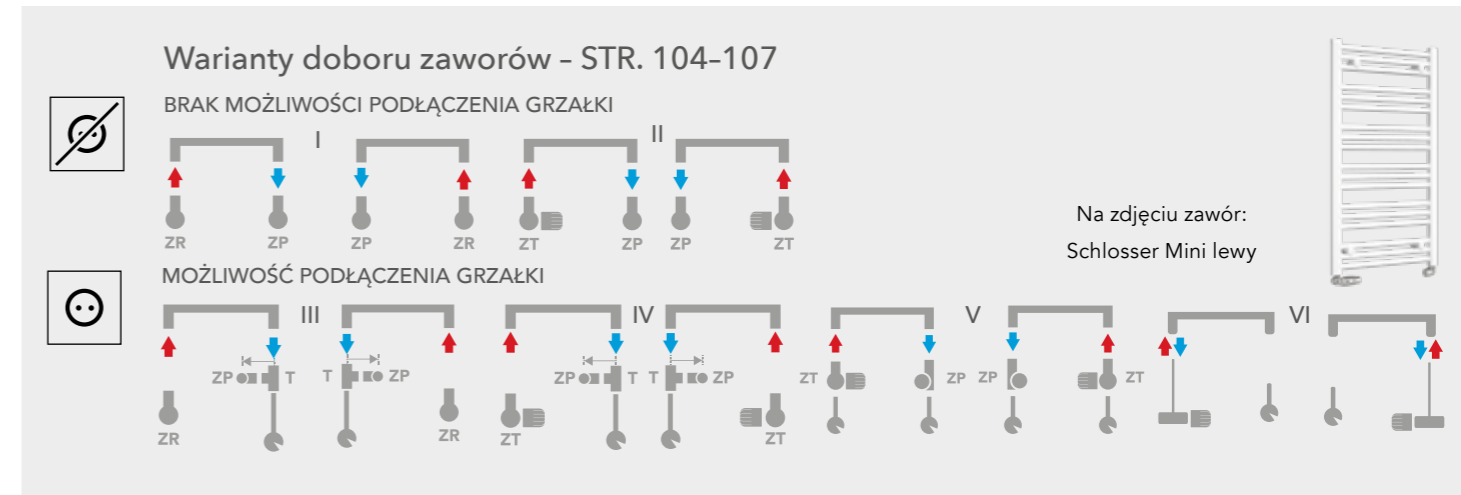 Warianty doboru zaworów – STR. 104–107
BRAK MOŻLIWOŚCI PODŁĄCZENIA GRZAŁKI
I II
ZR ZP ZP ZR ZT ZP ZP ZT
Na zdjęciu zawór:
Schlosser Mini lewy
MOŻLIWOŚĆ PODŁĄCZENIA GRZAŁKI
III IV V VI
ZP T T ZP ZP T T ZP ZT ZP ZP ZT
ZR ZR ZT ZT